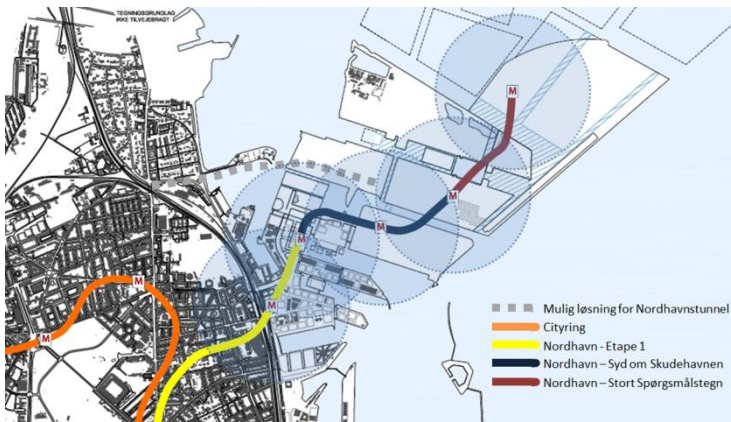 TEGNINGSGRUNDLAG
IKKE TILVEJEBRAGT
M
M
M
M
M
M
M
Mulig løsning for Nordhavnstunnel
Cityring
Nordhavn - Etape 1
Nordhavn – Syd om Skudehavnen
Nordhavn – Stort Spørgsmålstegn